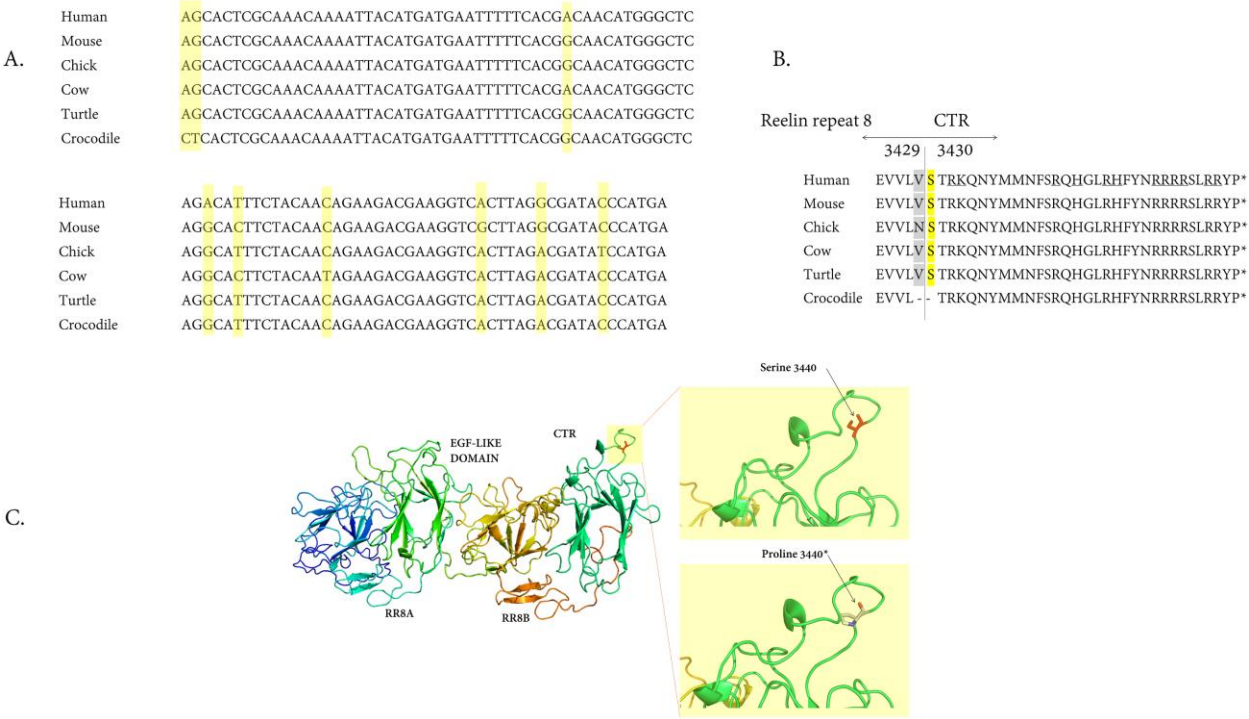 A.
Human AGCACTCGCAAACAAAATTACATGATGAATTTTTCACGACAACATGGGCTC
Mouse AGCACTCGCAAACAAAATTACATGATGAATTTTTCACGGCAACATGGGCTC
Chick AGCACTCGCAAACAAAATTACATGATGAATTTTTCACGGCAACATGGGCTC
Cow AGCACTCGCAAACAAAATTACATGATGAATTTTTCACGACAACATGGGCTC
Turtle AGCACTCGCAAACAAAATTACATGATGAATTTTTCACGGCAACATGGGCTC
Crocodile CTCACTCGCAAACAAAATTACATGATGAATTTTTCACGGCAACATGGGCTC
Human AGACATTTCTACAACAGAAGACGAAGGTCACTTAGGCGATACCCATGA
Mouse AGGCACTTCTACAACAGAAGACGAAGGTCGCTTAGGCGATACCCATGA
Chick AGGCATTTCTACAACAGAAGACGAAGGTCACTTAGACGATATCCATGA
Cow AGGCACTTCTACAATAGAAGACGAAGGTCACTTAGACGATACCCATGA
Turtle AGGCATTTCTACAACAGAAGACGAAGGTCACTTAGACGATACCCATGA
Crocodile AGGCATTTCTACAACAGAAGACGAAGGTCACTTAGACGATACCCATGA
B.
Reelin repeat 8 CTR
3429 3430
Human EVVLVSTRKQNYMMNFSRQHGLRHFYNRRRRSLRRYP*
Mouse EVVLVSTRKQNYMMNFSRQHGLRHFYNRRRRSLRRYP*
Chick EVVLNSTRKQNYMMNFSRQHGLRHFYNRRRRSLRRYP*
Cow EVVLVSTRKQNYMMNFSRQHGLRHFYNRRRRSLRRYP*
Turtle EVVLVSTRKQNYMMNFSRQHGLRHFYNRRRRSLRRYP*
Crocodile EVVL--TRKQNYMMNFSRQHGLRHFYNRRRRSLRRYP*
C.
EGF-LIKE
DOMAIN
CTR
RR8A
RR8B
Serine 3440
Proline 3440*